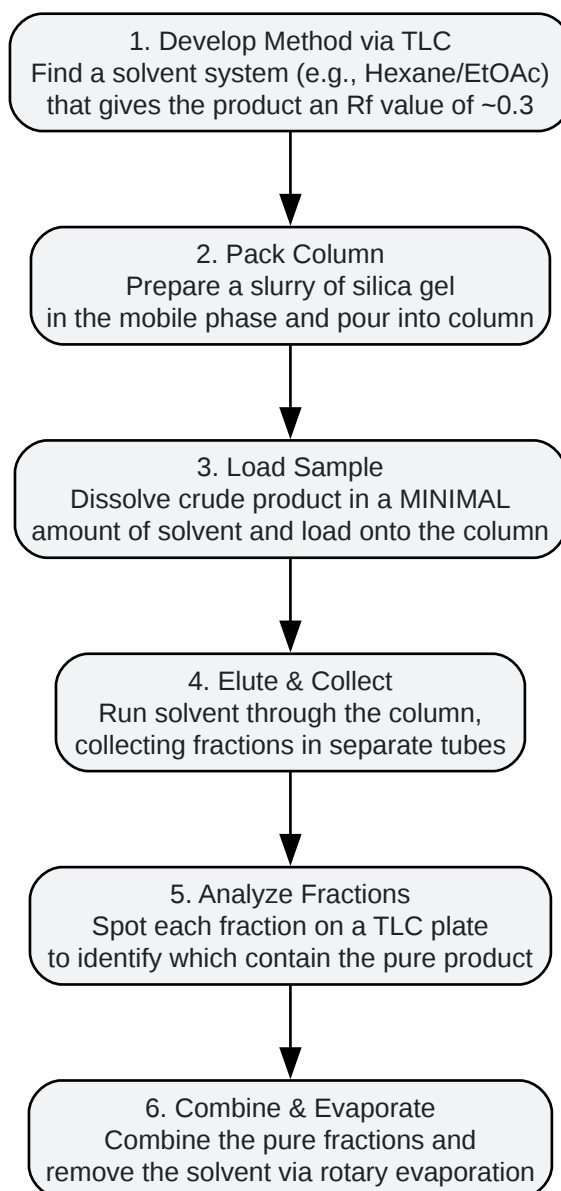 1. Develop Method via TLC
Find a solvent system (e.g., Hexane/EtOAc)
that gives the product an Rf value of ~0.3
2. Pack Column
Prepare a slurry of silica gel
in the mobile phase and pour into column
3. Load Sample
Dissolve crude product in a MINIMAL
amount of solvent and load onto the column
4. Elute & Collect
Run solvent through the column,
collecting fractions in separate tubes
5. Analyze Fractions
Spot each fraction on a TLC plate
to identify which contain the pure product
6. Combine & Evaporate
Combine the pure fractions and
remove the solvent via rotary evaporation